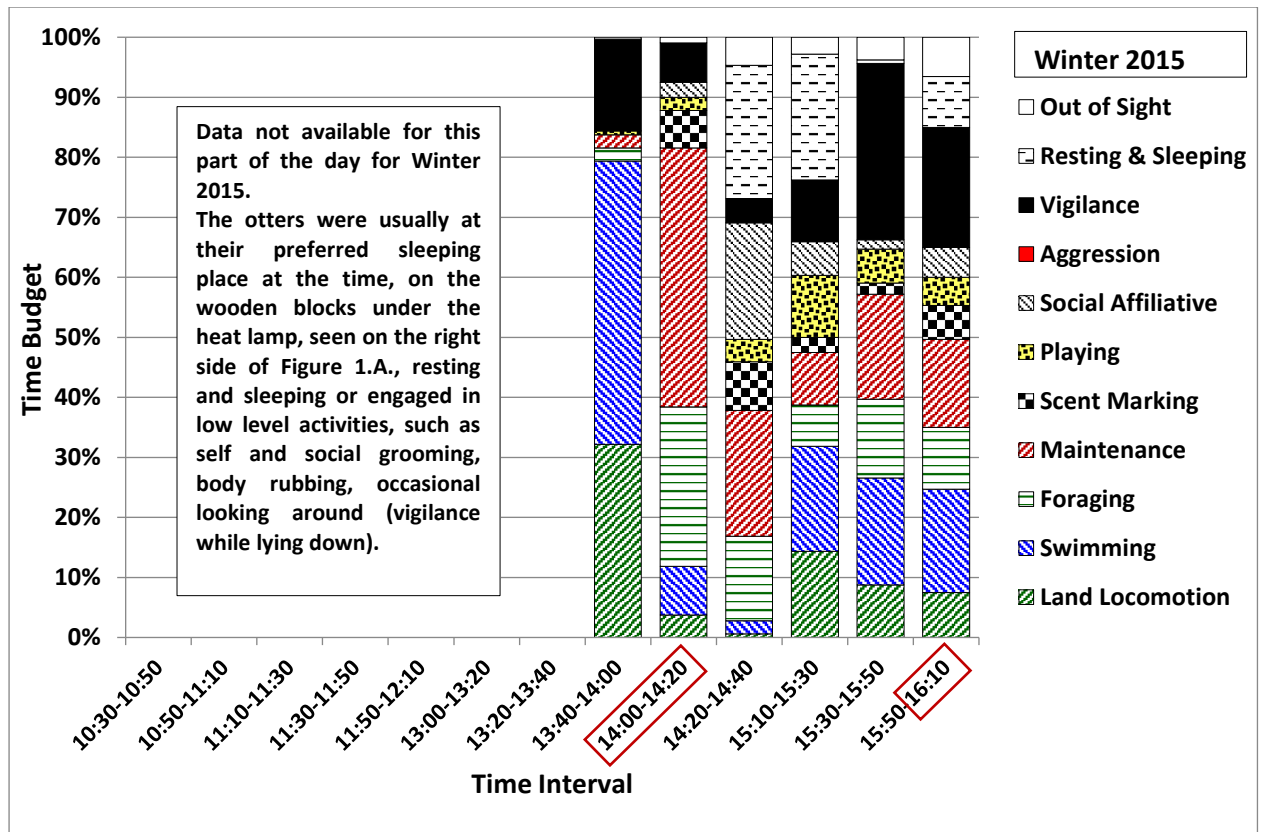 100%
90%
80%
70%
60%
50%
40%
30%
20%
10%
0%
Time Budget
Data not available for this
part of the day for Winter
2015.
The otters were usually at
their preferred sleeping
place at the time, on the
wooden blocks under the
heat lamp, seen on the right
side of Figure 1.A., resting
and sleeping or engaged in
low level activities, such as
self and social grooming,
body rubbing, occasional
looking around (vigilance
while lying down).
10:30-10:50
10:50-11:10
11:10-11:30
11:30-11:50
11:50-12:10
13:00-13:20
13:20-13:40
13:40-14:00
14:00-14:20
14:20-14:40
15:10-15:30
15:30-15:50
15:50-16:10
Time Interval
Winter 2015
Out of Sight
Resting & Sleeping
Vigilance
Aggression
Social Affiliative
Playing
Scent Marking
Maintenance
Foraging
Swimming
Land Locomotion